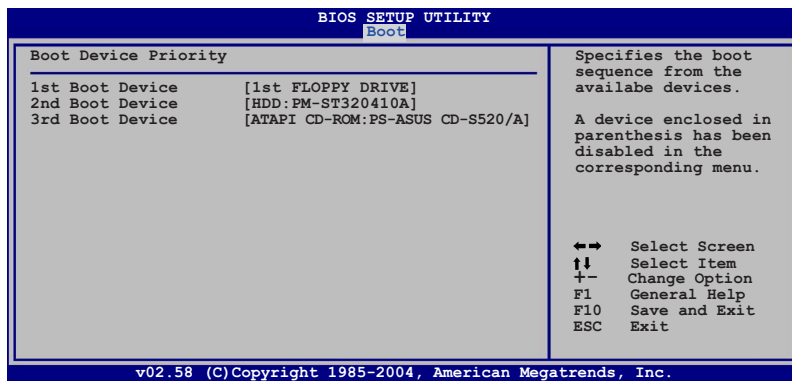 BIOS SETUP UTILITY
Boot
Boot Device Priority
1st Boot Device [1st FLOPPY DRIVE]
2nd Boot Device [HDD:PM-ST320410A]
3rd Boot Device [ATAPI CD-ROM:PS-ASUS CD-S520/A]
Specifies the boot
sequence from the
availabe devices.
A device enclosed in
parenthesis has been
disabled in the
corresponding menu.
←→ Select Screen
↑↓ Select Item
+- Change Option
F1 General Help
F10 Save and Exit
ESC Exit
v02.58 (C)Copyright 1985-2004, American Megatrends, Inc.